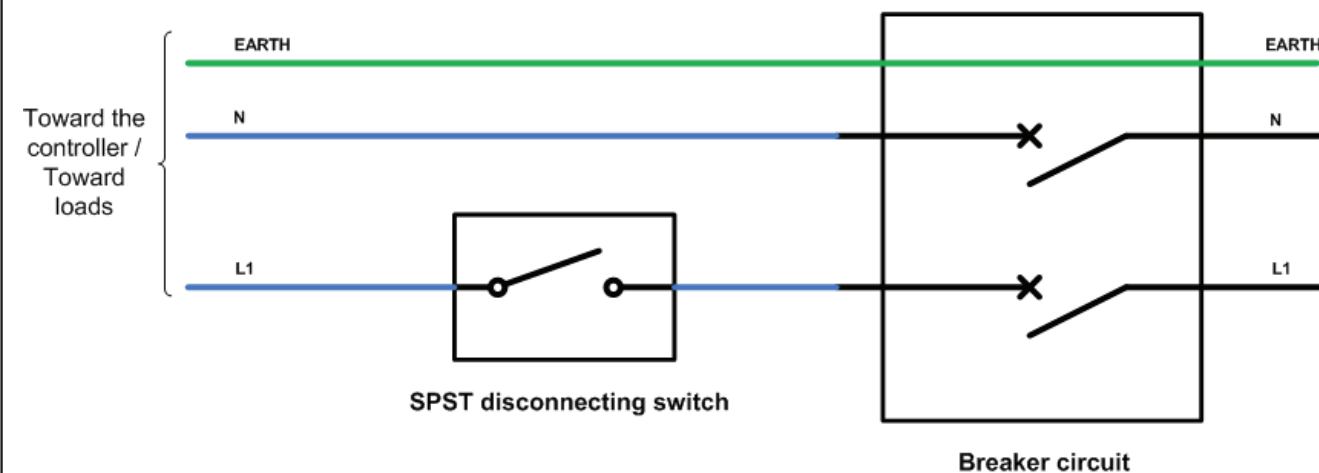 EARTH
EARTH
N
N
Toward the
controller /
Toward
loads
L1
L1
SPST disconnecting switch
Breaker circuit